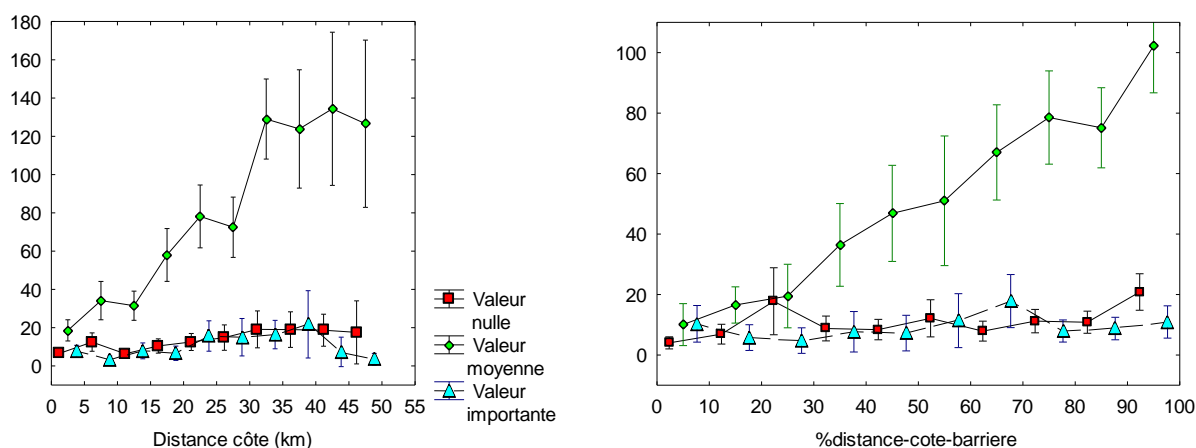 180
160
140
120
100
80
60
40
20
0
0 5 10 15 20 25 30 35 40 45 50 55
Distance côte (km)
Valeur
nulle
Valeur
moyenne
Valeur
importante
100
80
60
40
20
0
0 10 20 30 40 50 60 70 80 90 100
%distance-cote-barriere